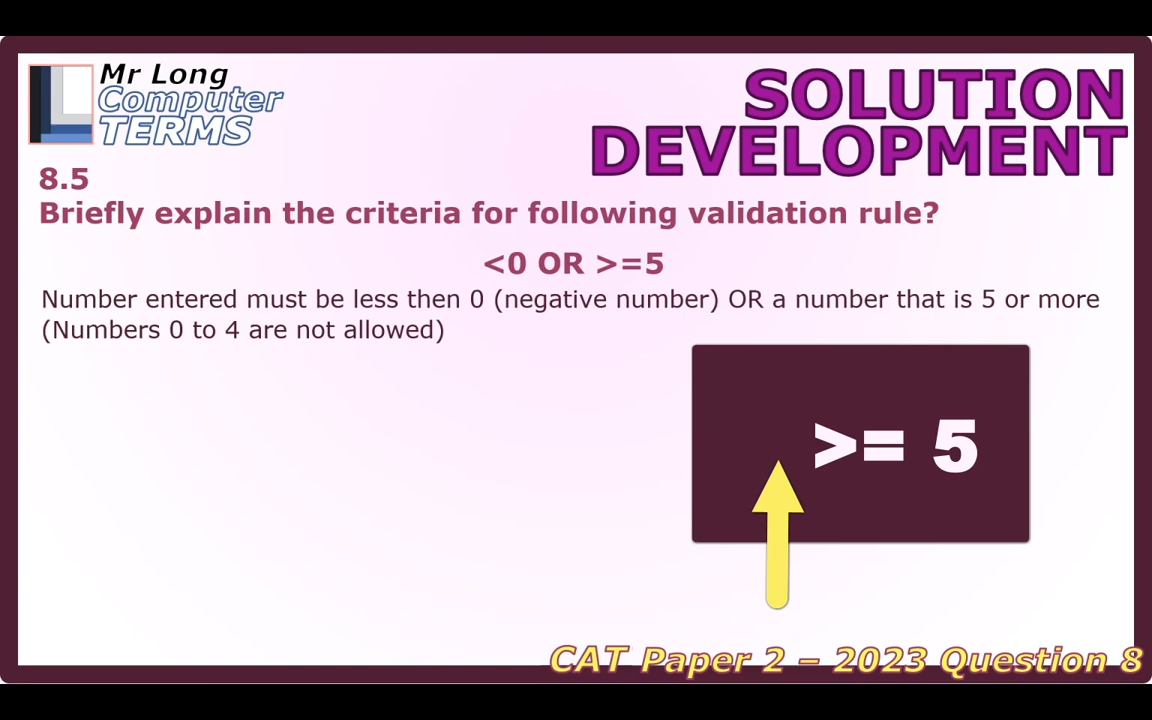 Mr Long
Computer
TERMS
SOLUTION
DEVELOPMENT
8.5
Briefly explain the criteria for following validation rule?
<0 OR >=5
Number entered must be less then 0 (negative number) OR a number that is 5 or more
(Numbers 0 to 4 are not allowed)
>= 5
CAT Paper 2 – 2023 Question 8